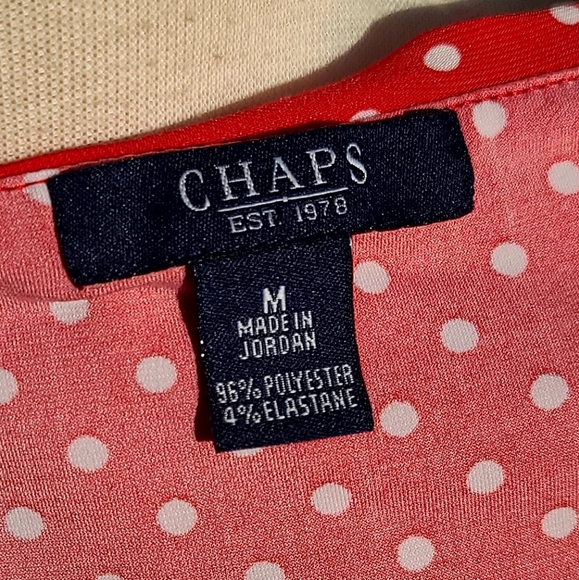 CHAPS
EST. 1978
M
MADE IN
JORDAN
96% POLYESTER
4% ELASTANE